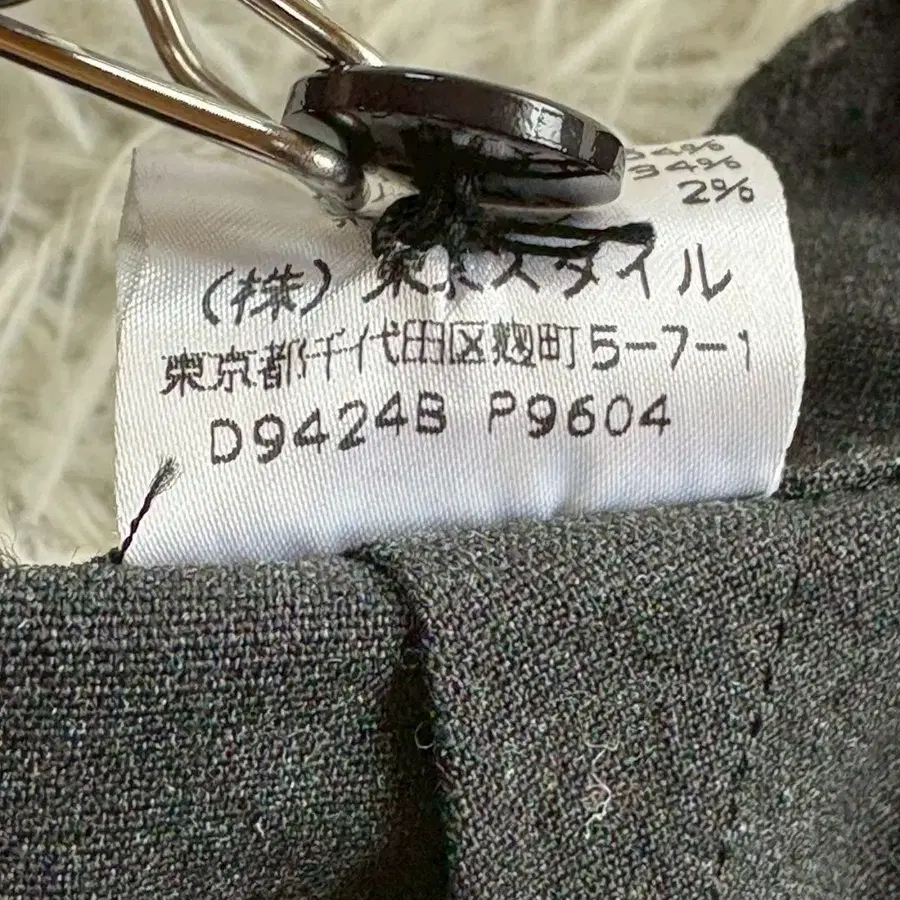 34%
2%
(株)東京スタイル
東京都千代田区麹町5-7-1
D9424B P9604